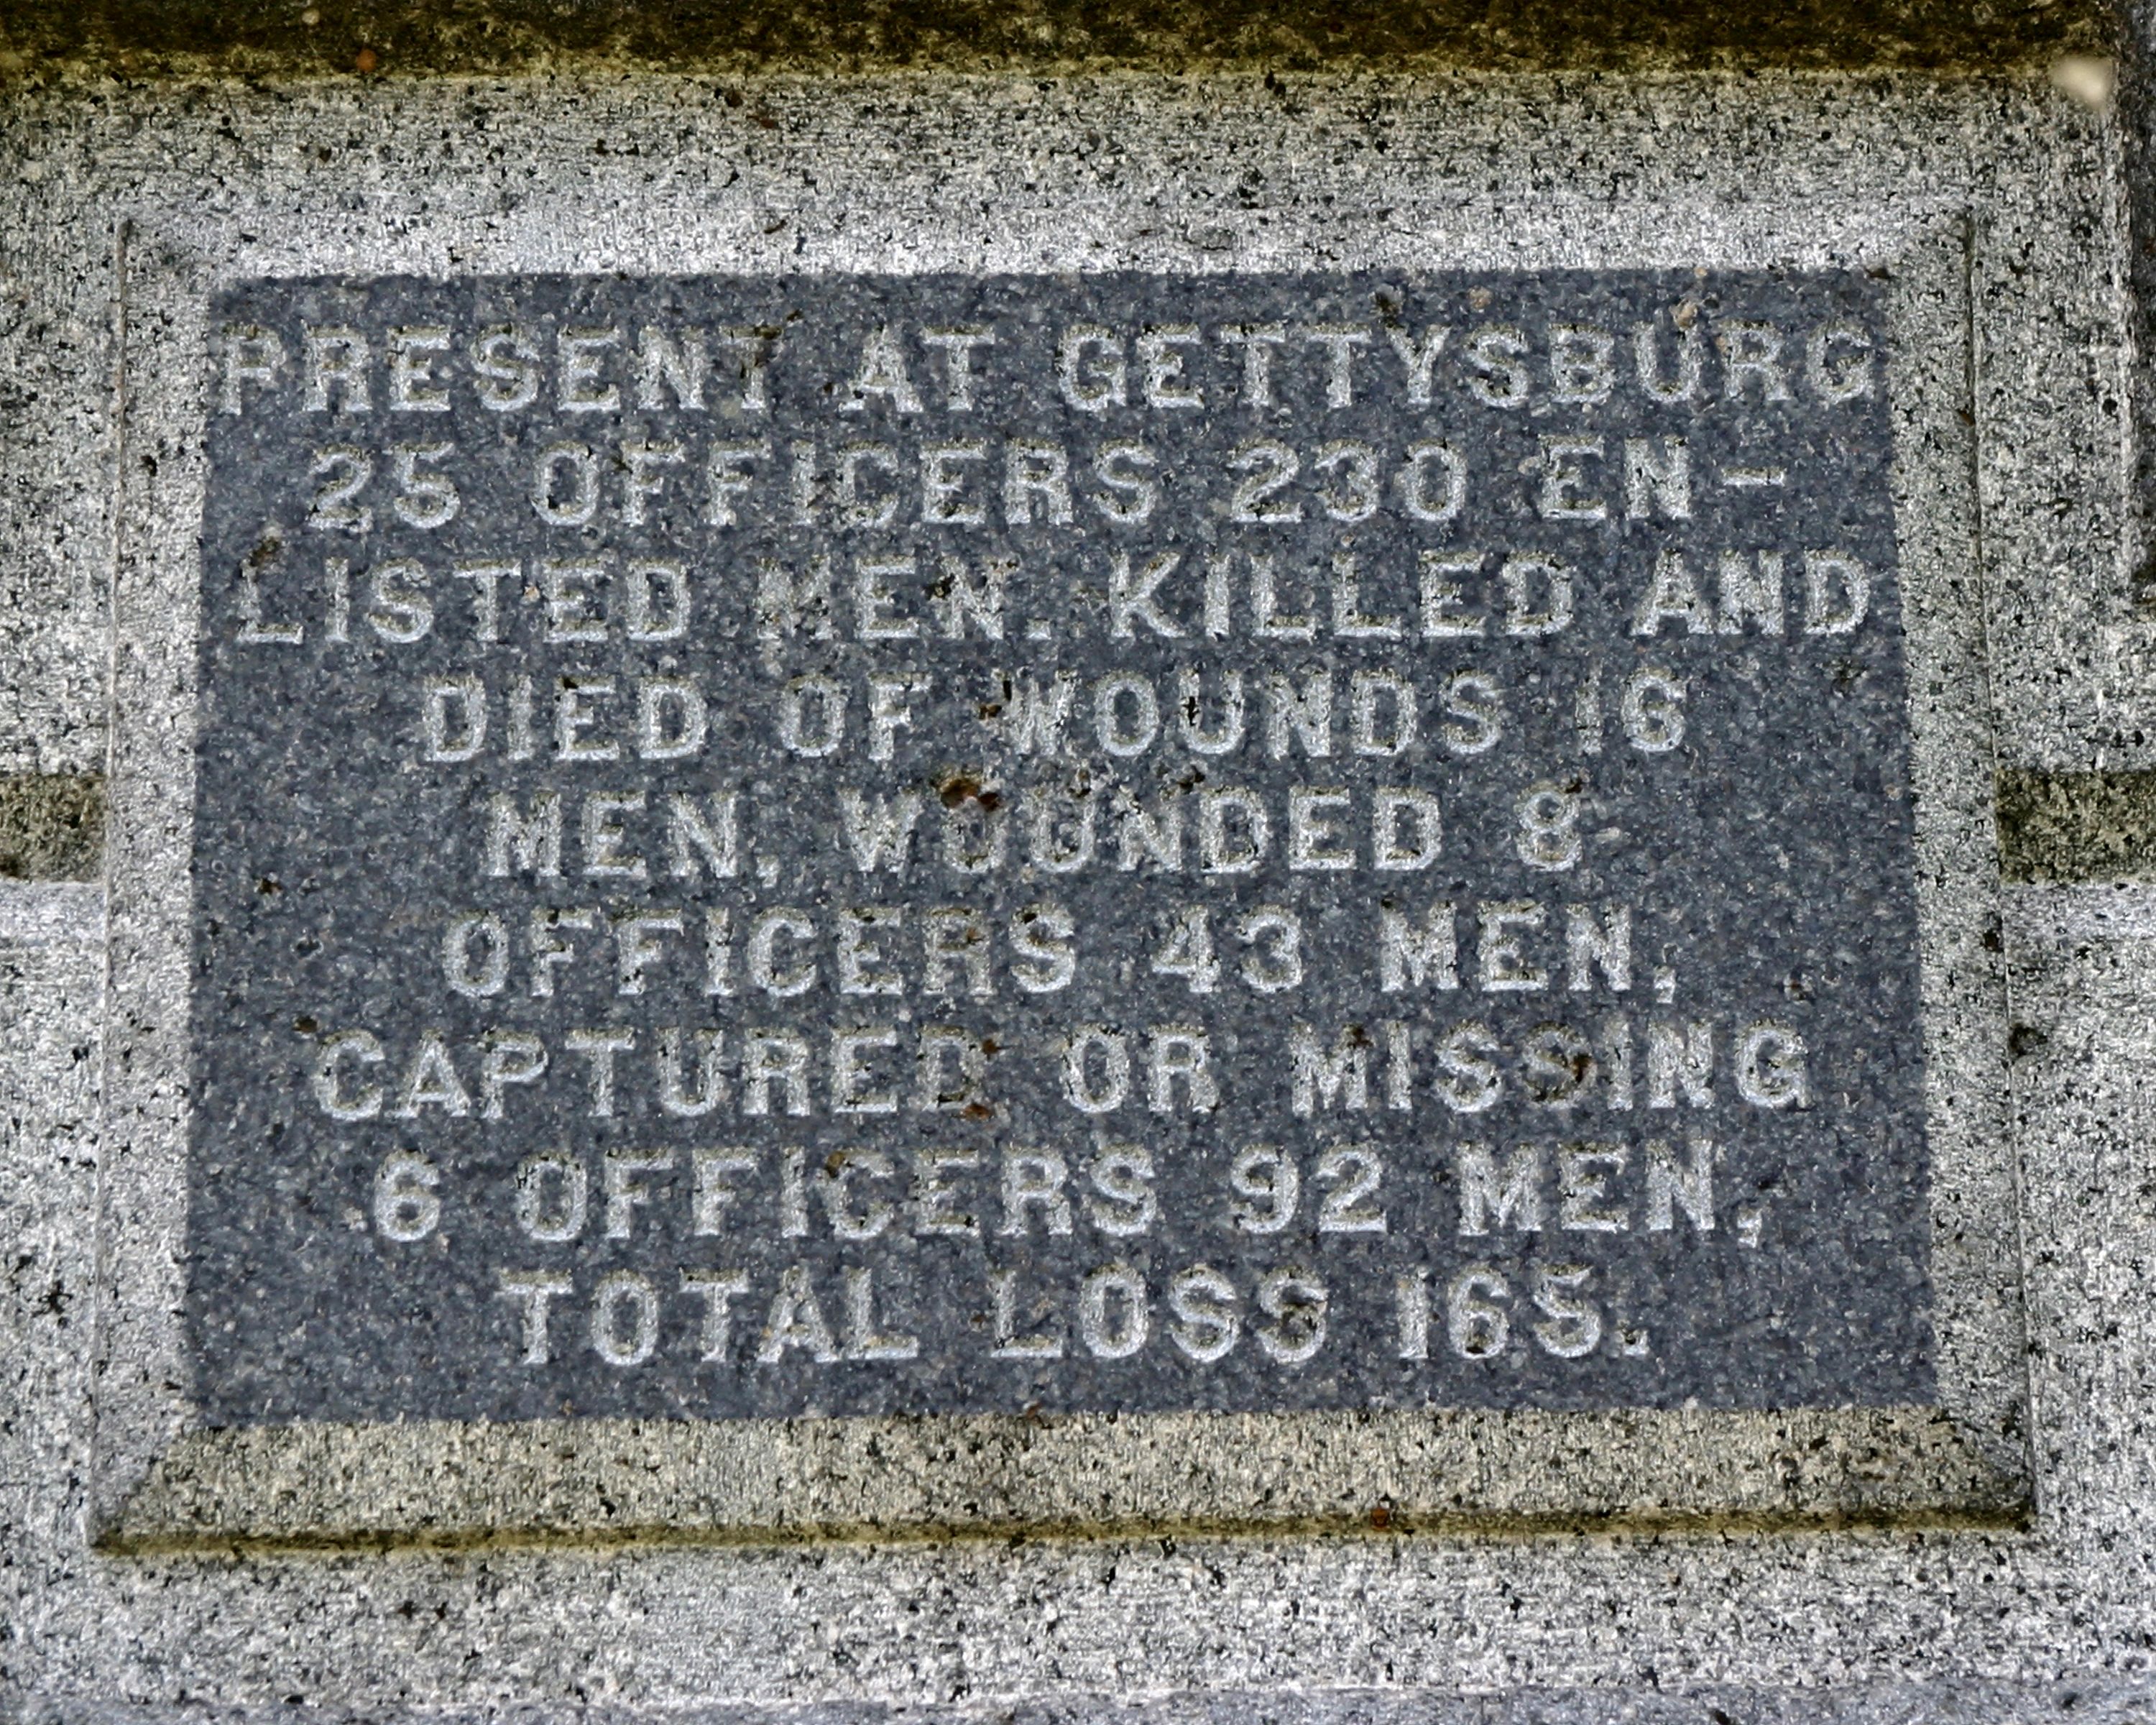 PRESENT AT GETTYSBURG
25 OFFICERS 230 EN-
LISTED MEN. KILLED AND
DIED OF WOUNDS 16
MEN, WOUNDED 8
OFFICERS 43 MEN,
CAPTURED OR MISSING
6 OFFICERS 92 MEN,
TOTAL LOSS 165.